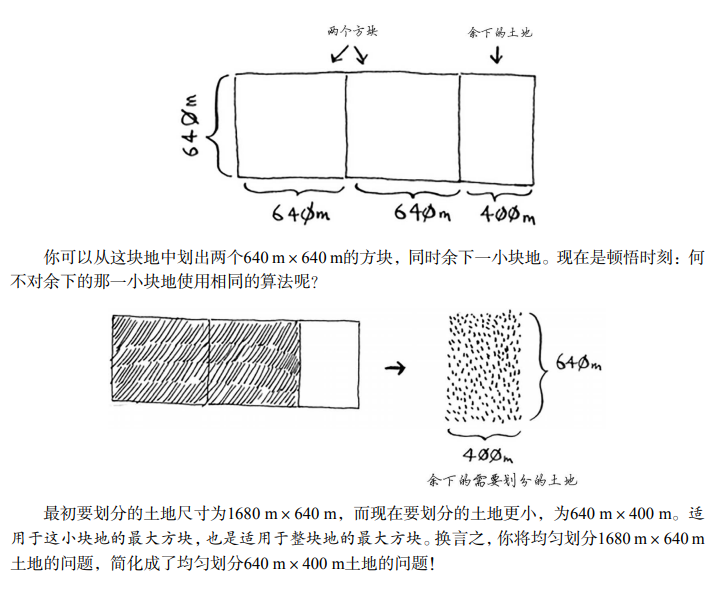 两个方块 余下的土地
640m
640m 640m 400m
你可以从这块地中划出两个640 m × 640 m的方块，同时余下一小块地。现在是顿悟时刻：何
不对余下的那一小块地使用相同的算法呢？
640m
400m
余下的需要划分的土地
最初要划分的土地尺寸为1680 m × 640 m，而现在要划分的土地更小，为640 m × 400 m。适
用于这小块地的最大方块，也是适用于整块地的最大方块。换言之，你将均匀划分1680 m × 640 m
土地的问题，简化成了均匀划分640 m × 400 m土地的问题！